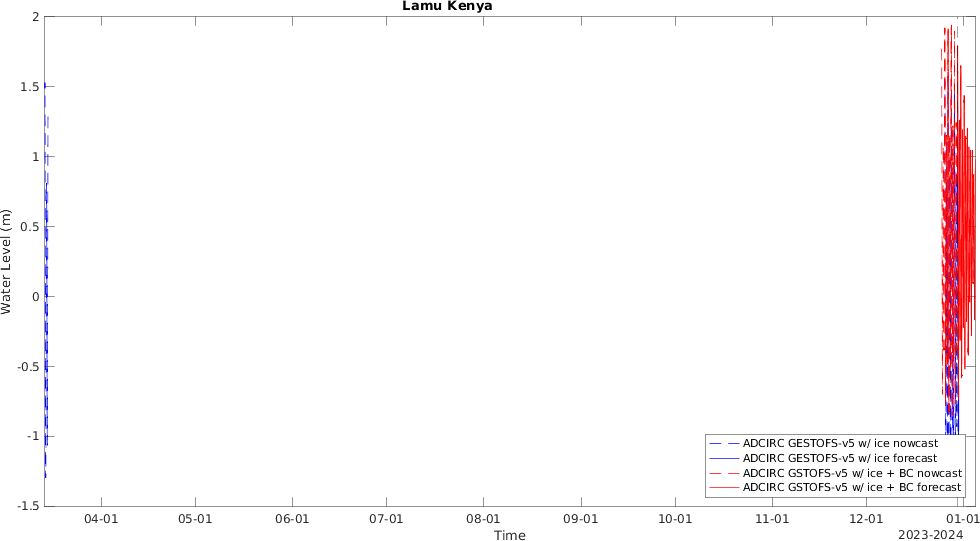 Lamu Kenya
2
1.5
1
0.5
0
-0.5
-1
-1.5
Water Level (m)
ADCIRC GESTOFS-v5 w/ ice nowcast
ADCIRC GESTOFS-v5 w/ ice forecast
ADCIRC GSTOFS-v5 w/ ice + BC nowcast
ADCIRC GSTOFS-v5 w/ ice + BC forecast
04-01 05-01 06-01 07-01 08-01 09-01 10-01 11-01 12-01 01-01
Time
2023-2024